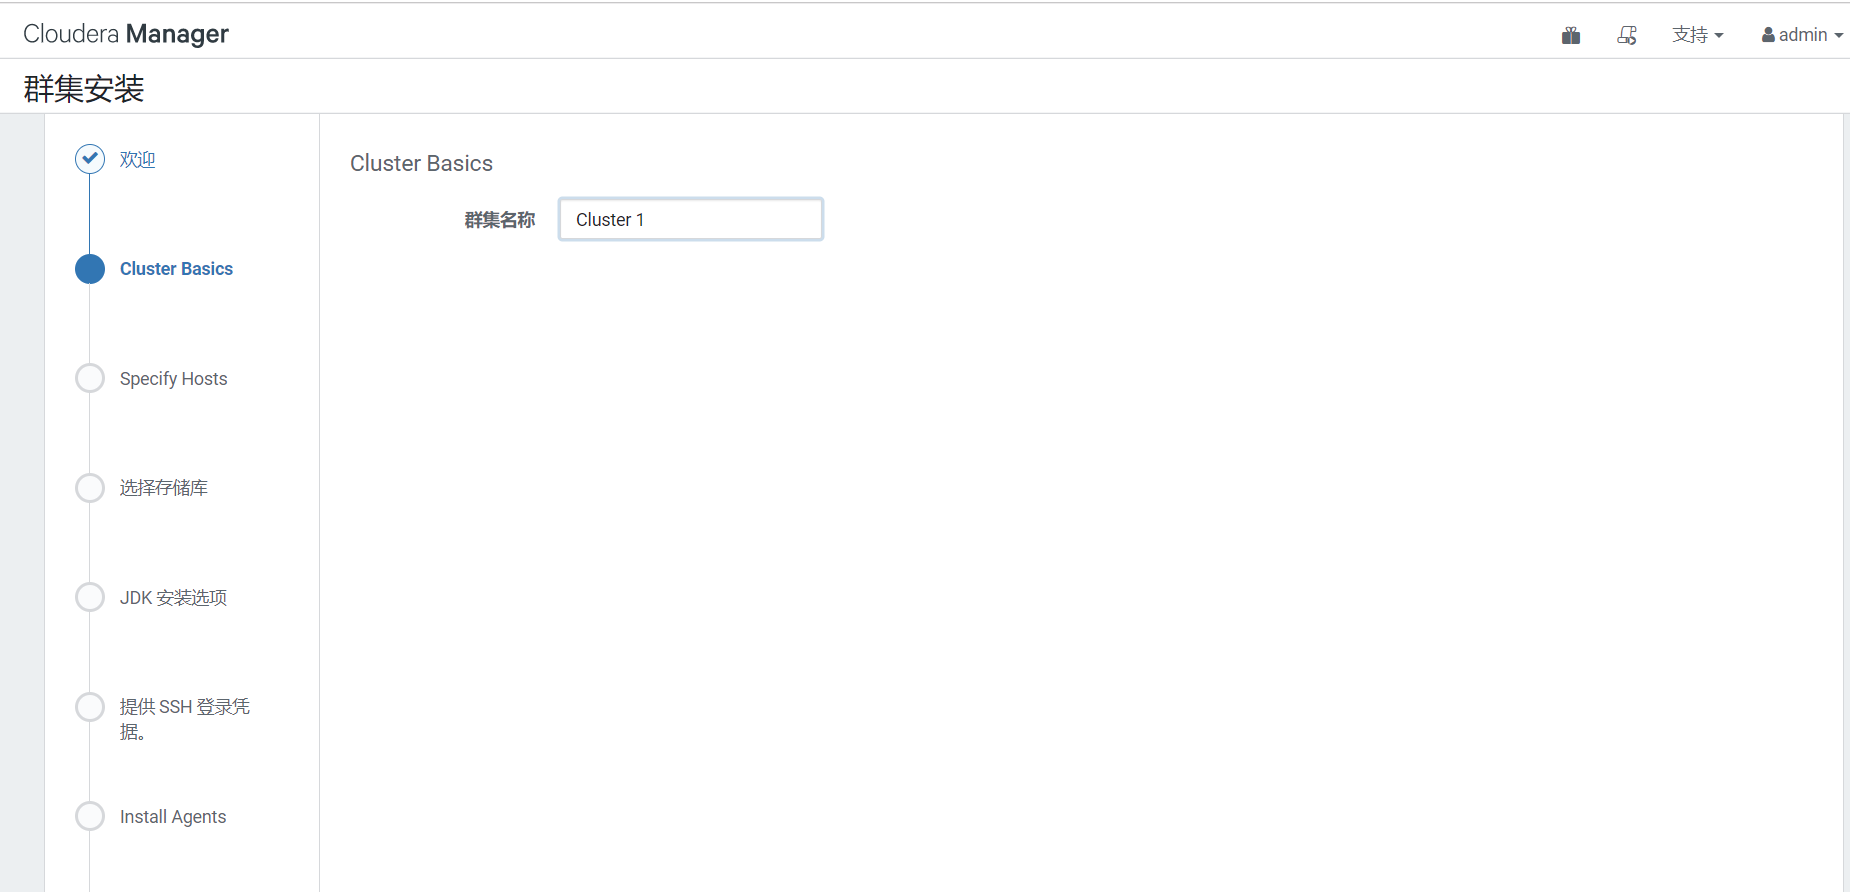 Cloudera Manager
支持
admin
群集安装
欢迎
Cluster Basics
Specify Hosts
选择存储库
JDK 安装选项
提供 SSH 登录凭
据。
Install Agents
Cluster Basics
群集名称
Cluster 1